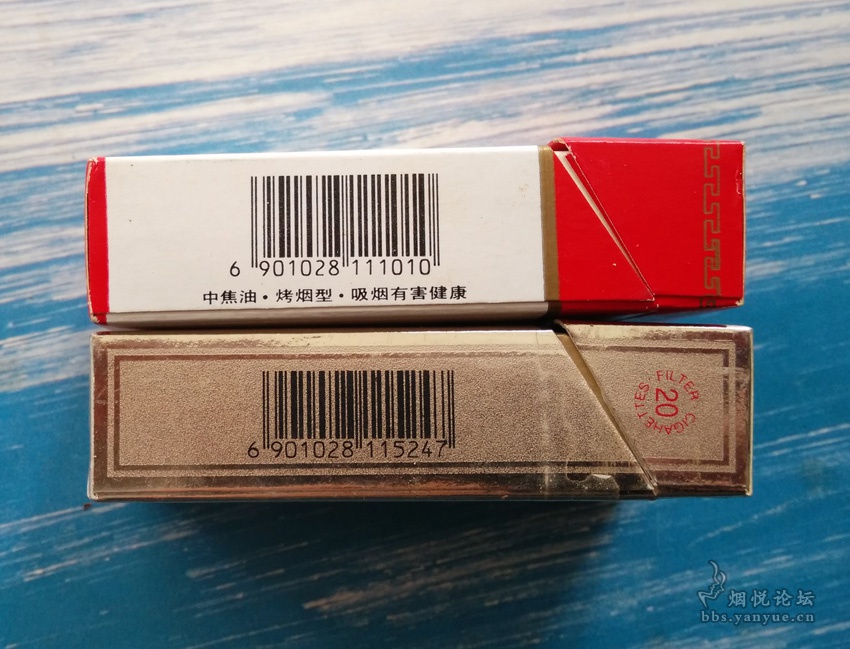 6 901028 111010
中焦油·烤烟型·吸烟有害健康
6 901028 115247
FILTER CIGARETTES
20
烟悦论坛
bbs.yanyue.cn